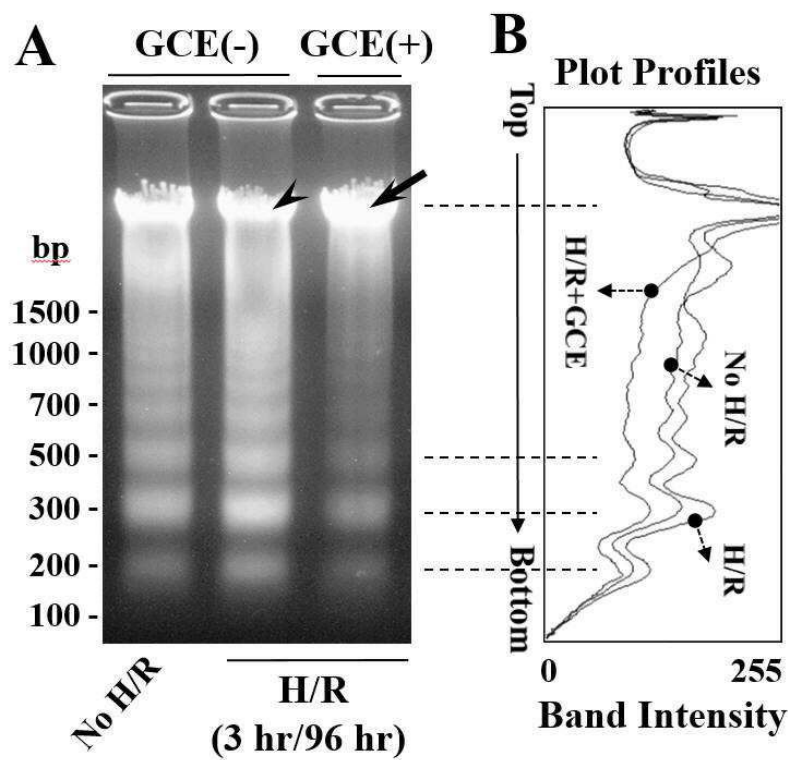 A
GCE(-) GCE(+)
bp
1500 -
1000 -
700 -
500 -
300 -
200 -
100 -
No H/R
H/R
(3 hr/96 hr)
B
Plot Profiles
Top
Bottom
H/R+GCE
No H/R
H/R
0 255
Band Intensity